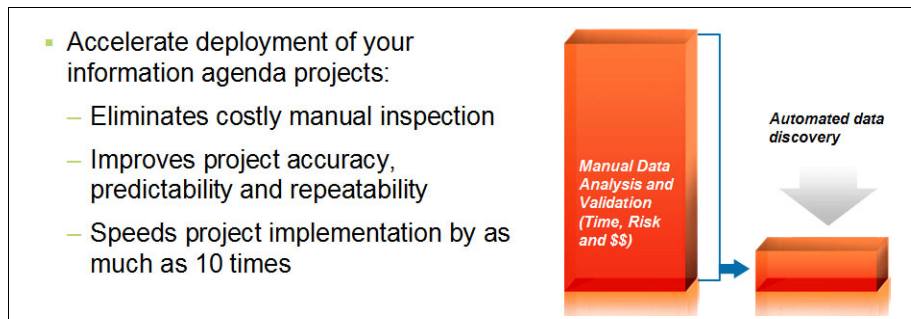 Accelerate deployment of your
information agenda projects:
– Eliminates costly manual inspection
– Improves project accuracy,
predictability and repeatability
– Speeds project implementation by as
much as 10 times
Manual Data
Analysis and
Validation
(Time, Risk
and $$)
Automated data
discovery